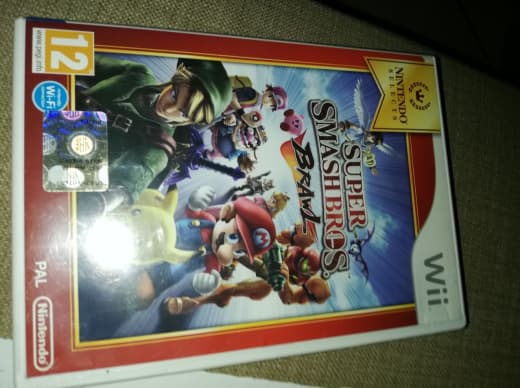 Wii
NINTENDO
SELECTS
SUPER
SMASH BROS.
BRAWL
12
www.pegi.info
Wi-Fi
PAL
Nintendo